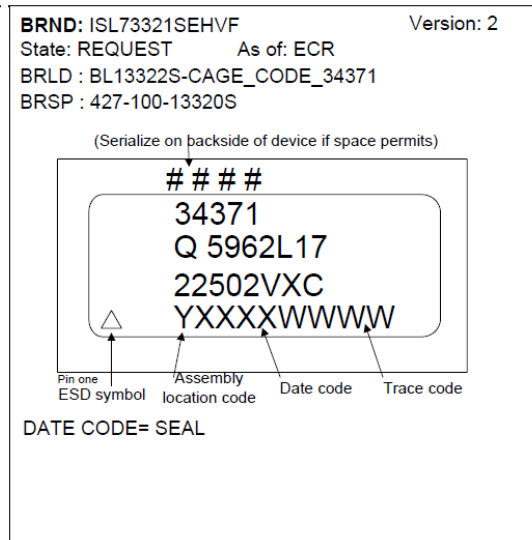 BRND: ISL73321SEHVF Version: 2
State: REQUEST As of: ECR
BRLD : BL13322S-CAGE_CODE_34371
BRSP : 427-100-13320S
(Serialize on backside of device if space permits)
# # # #
34371
Q 5962L17
22502VXC
YXXXXWWWW
Pin one
ESD symbol
Assembly
location code
Date code
Trace code
DATE CODE= SEAL